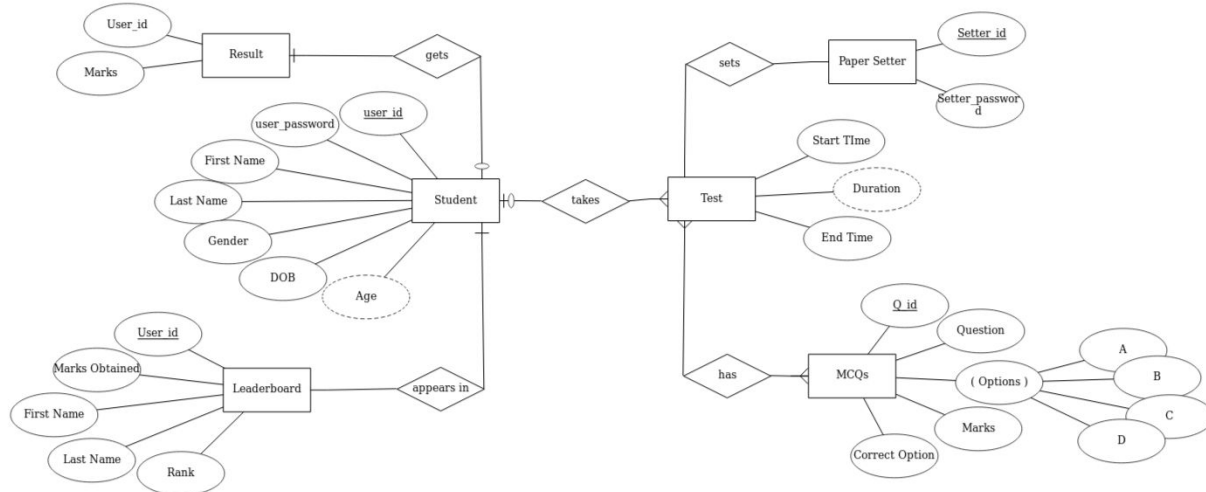 User_id
Result
Marks
gets
sets
Paper Setter
Setter_id
Setter_passwor
d
user_id
user_password
First Name
Last Name
Gender
DOB
Age
Student
takes
Test
Start TIme
Duration
End Time
User_id
Marks Obtained
First Name
Last Name
Rank
Leaderboard
appears in
has
MCQs
Q_id
Question
( Options )
A
B
C
D
Marks
Correct Option